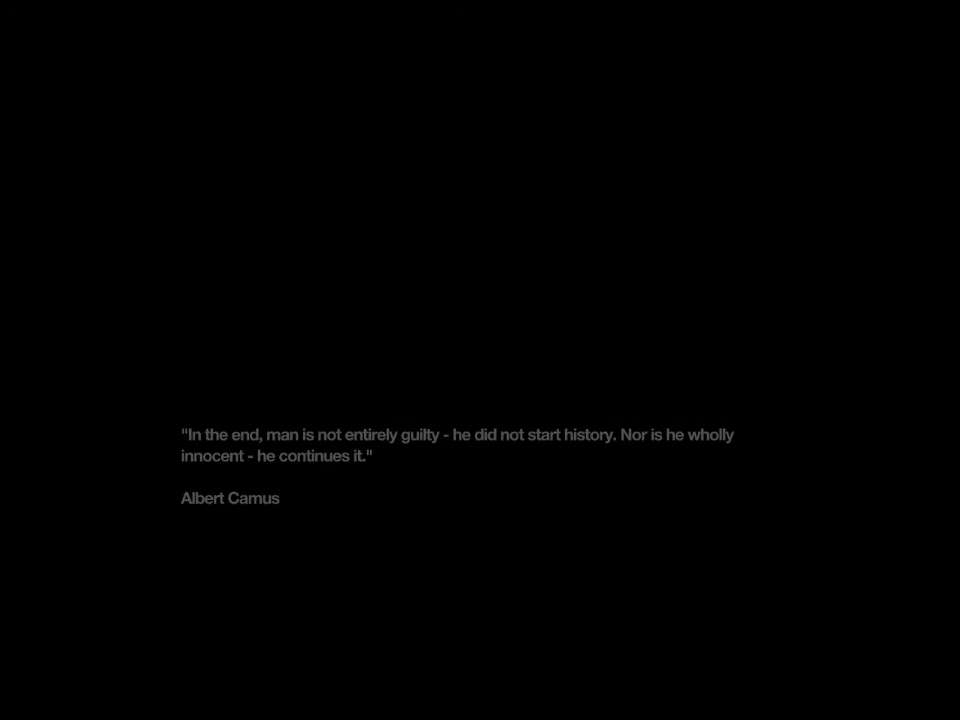 "In the end, man is not entirely guilty - he did not start history. Nor is he wholly
innocent - he continues it."
Albert Camus